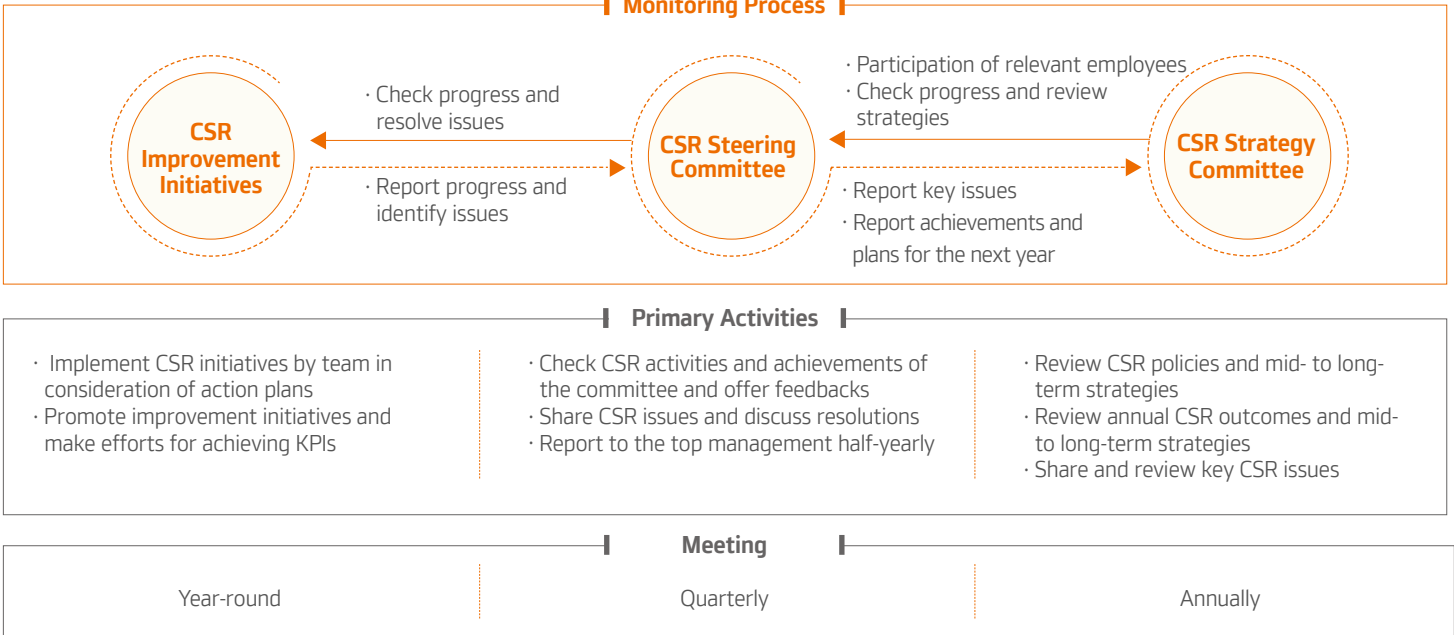 Monitoring Process
CSR
Improvement
Initiatives
· Check progress and
resolve issues
· Report progress and
identify issues
CSR Steering
Committee
· Participation of relevant employees
· Check progress and review
strategies
· Report key issues
· Report achievements and
plans for the next year
CSR Strategy
Committee
Primary Activities
· Implement CSR initiatives by team in
consideration of action plans
· Promote improvement initiatives and
make efforts for achieving KPIs
· Check CSR activities and achievements of
the committee and offer feedbacks
· Share CSR issues and discuss resolutions
· Report to the top management half-yearly
· Review CSR policies and mid- to long-
term strategies
· Review annual CSR outcomes and mid-
to long-term strategies
· Share and review key CSR issues
Meeting
Year-round
Quarterly
Annually